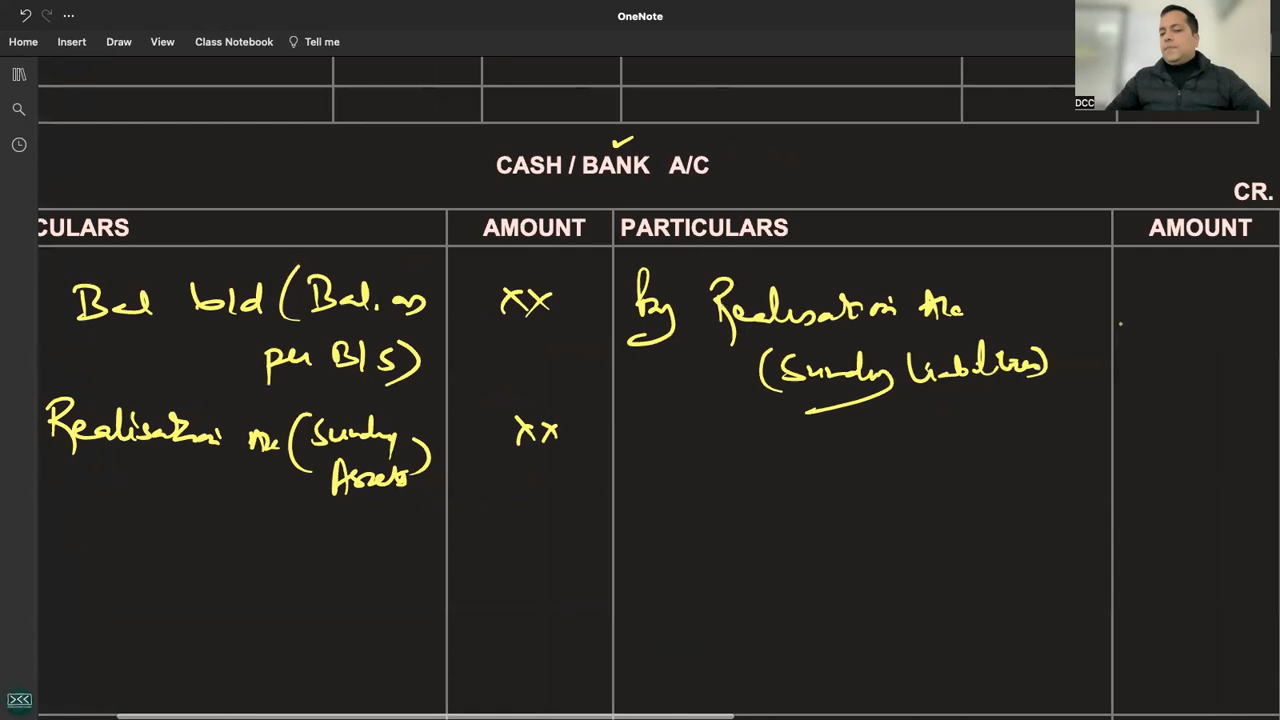 OneNote
Home Insert Draw View Class Notebook Tell me
DCC
CASH / BANK A/C
CR.
CULARS AMOUNT PARTICULARS AMOUNT
Bal b/d (Bal. as xx By Realisation A/c
per B/S) (Sundry Liabilities)
Realisation A/c (Sundry xx
Assets)